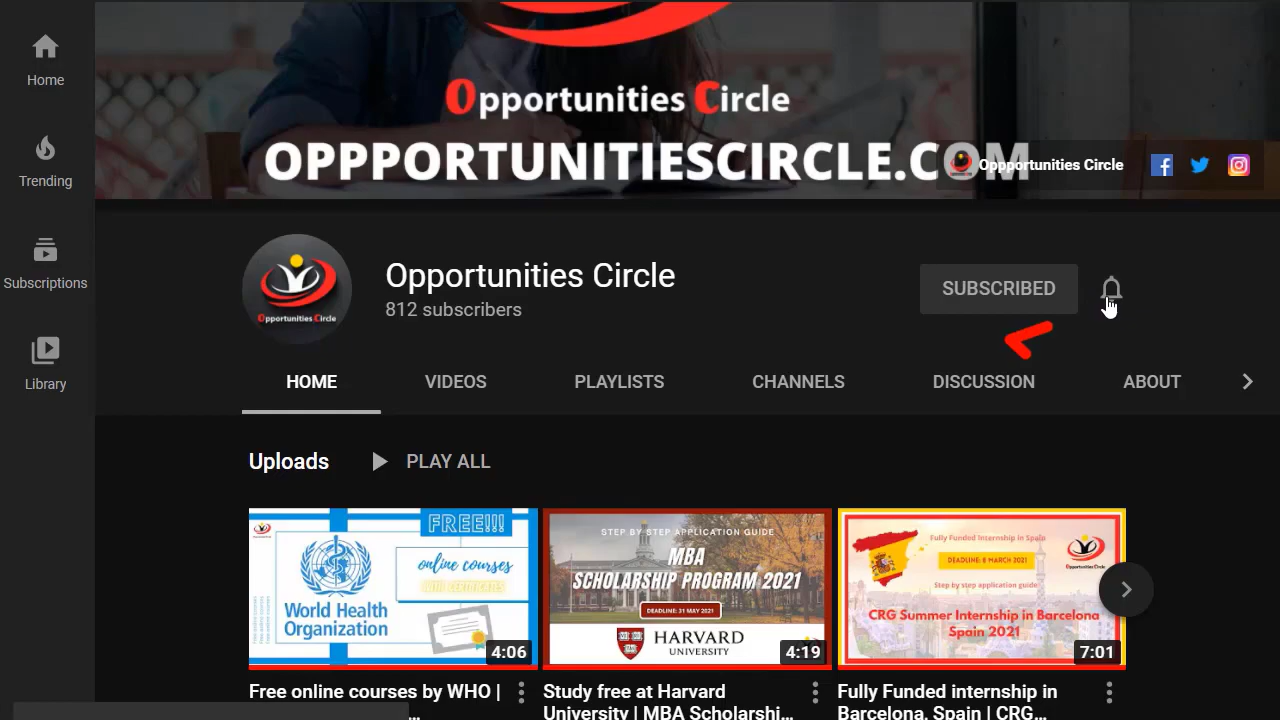 Opportunities Circle
OPPPORTUNITIESCIRCLE.COM
Opportunities Circle
Home
Trending
Subscriptions
Library
Opportunities Circle
Opportunities Circle
812 subscribers
SUBSCRIBED
HOME
VIDEOS
PLAYLISTS
CHANNELS
DISCUSSION
ABOUT
Uploads
PLAY ALL
FREE!!!
online courses
WITH CERTIFICATES
World Health
Organization
4:06
STEP BY STEP APPLICATION GUIDE
MBA
SCHOLARSHIP PROGRAM 2021
DEADLINE: 31 MAY 2021
HARVARD
UNIVERSITY
4:19
Fully Funded Internship in Spain
DEADLINE: 8 MARCH 2021
Opportunities Circle
Step by step application guide
CRG Summer Internship in Barcelona
Spain 2021
7:01
Free online courses by WHO |
...
Study free at Harvard
University | MBA Scholarshi...
Fully Funded internship in
Barcelona, Spain | CRG...